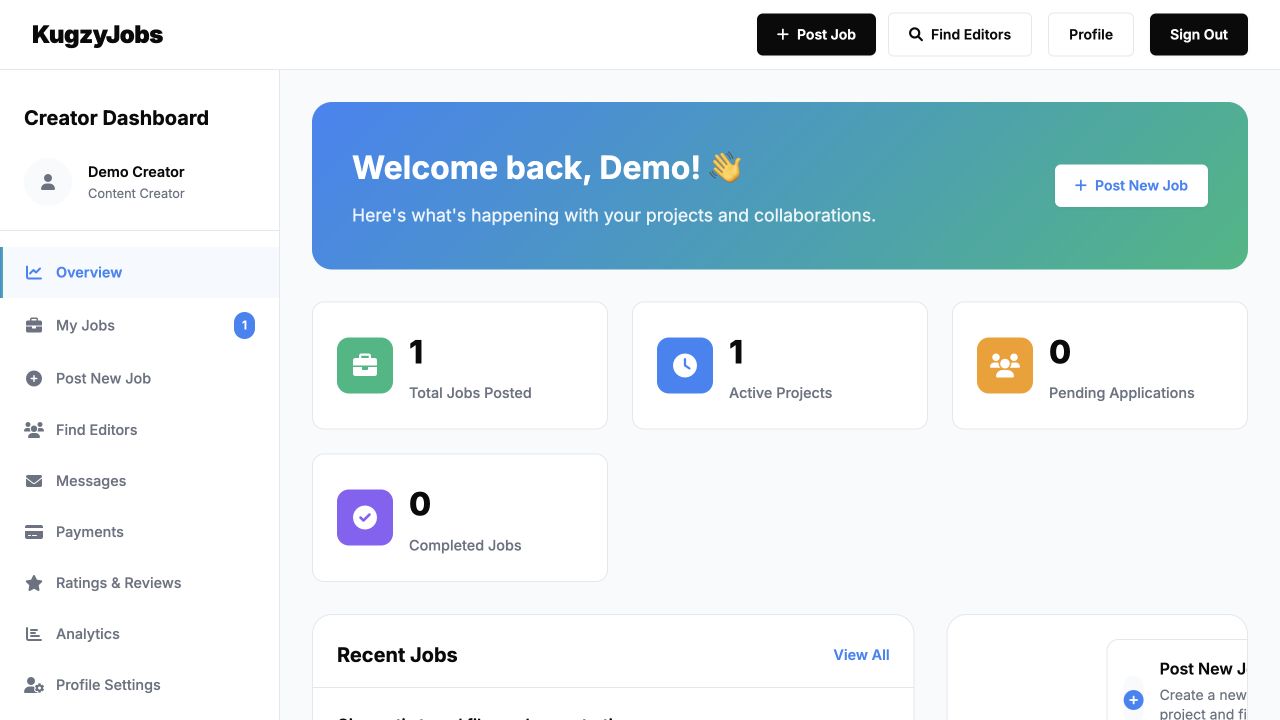 KugzyJobs
Post Job
Find Editors
Profile
Sign Out
Creator Dashboard
Demo Creator
Content Creator
Overview
My Jobs
1
Post New Job
Find Editors
Messages
Payments
Ratings & Reviews
Analytics
Profile Settings
Welcome back, Demo! 👋
Here's what's happening with your projects and collaborations.
Post New Job
1
Total Jobs Posted
1
Active Projects
0
Pending Applications
0
Completed Jobs
Recent Jobs
View All
Post New J
Create a new
project and fi